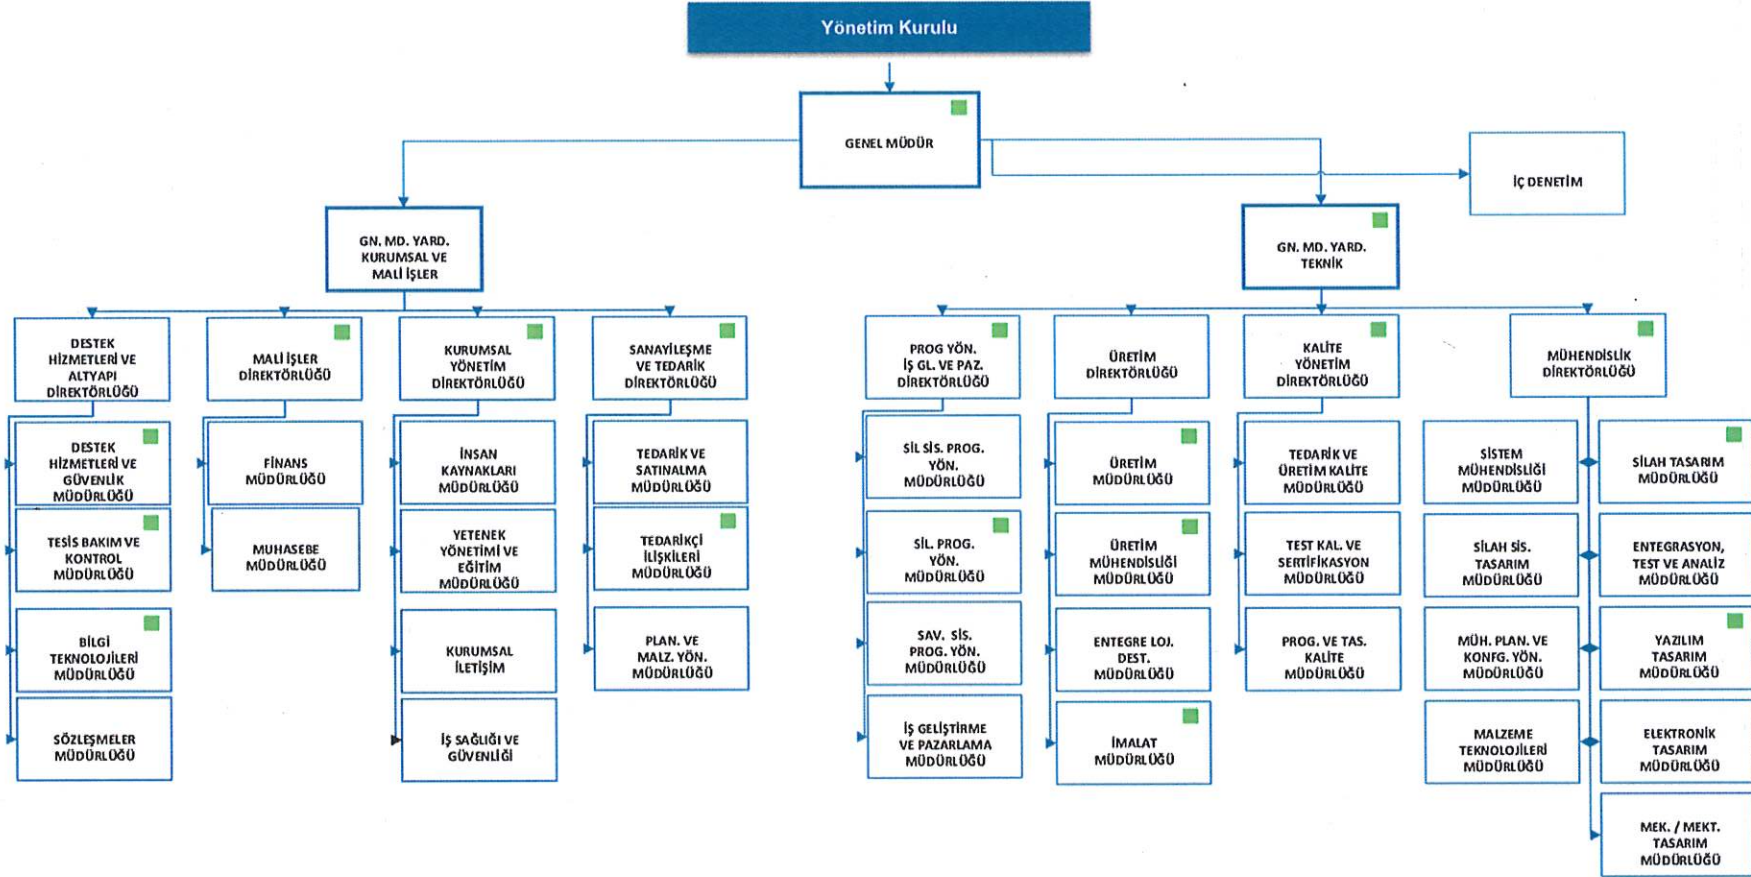 Yönetim Kurulu
GENEL MÜDÜR
İÇ DENETİM
GN. MD. YARD.
KURUMSAL VE
MALİ İŞLER
GN. MD. YARD.
TEKNİK
DESTEK
HİZMETLERİ VE
ALTYAPI
DİREKTÖRLÜĞÜ
MALİ İŞLER
DİREKTÖRLÜĞÜ
KURUMSAL
YÖNETİM
DİREKTÖRLÜĞÜ
SANAYİLEŞME
VE TEDARİK
DİREKTÖRLÜĞÜ
PROG YÖN.
İŞ GL. VE PAZ.
DİREKTÖRLÜĞÜ
ÜRETİM
DİREKTÖRLÜĞÜ
KALİTE
YÖNETİM
DİREKTÖRLÜĞÜ
MÜHENDİSLİK
DİREKTÖRLÜĞÜ
DESTEK
HİZMETLERİ VE
GÜVENLİK
MÜDÜRLÜĞÜ
TESİS BAKIM VE
KONTROL
MÜDÜRLÜĞÜ
BİLGİ
TEKNOLOJİLERİ
MÜDÜRLÜĞÜ
SÖZLEŞMELER
MÜDÜRLÜĞÜ
FİNANS
MÜDÜRLÜĞÜ
MUHASEBE
MÜDÜRLÜĞÜ
İNSAN
KAYNAKLARI
MÜDÜRLÜĞÜ
YETENEK
YÖNETİMİ VE
EĞİTİM
MÜDÜRLÜĞÜ
KURUMSAL
İLETİŞİM
İŞ SAĞLIĞI VE
GÜVENLİĞİ
TEDARİK VE
SATINALMA
MÜDÜRLÜĞÜ
TEDARİKÇİ
İLİŞKİLERİ
MÜDÜRLÜĞÜ
PLAN. VE
MALZ. YÖN.
MÜDÜRLÜĞÜ
SİL SİS. PROG.
YÖN.
MÜDÜRLÜĞÜ
SİL. PROG.
YÖN.
MÜDÜRLÜĞÜ
SAV. SİS.
PROG. YÖN.
MÜDÜRLÜĞÜ
İŞ GELİŞTİRME
VE PAZARLAMA
MÜDÜRLÜĞÜ
ÜRETİM
MÜDÜRLÜĞÜ
ÜRETİM
MÜHENDİSLİĞİ
MÜDÜRLÜĞÜ
ENTEGRE LOJ.
DEST.
MÜDÜRLÜĞÜ
İMALAT
MÜDÜRLÜĞÜ
TEDARİK VE
ÜRETİM KALİTE
MÜDÜRLÜĞÜ
TEST KAL. VE
SERTİFİKASYON
MÜDÜRLÜĞÜ
PROG. VE TAS.
KALİTE
MÜDÜRLÜĞÜ
SİSTEM
MÜHENDİSLİĞİ
MÜDÜRLÜĞÜ
SİLAH SİS.
TASARIM
MÜDÜRLÜĞÜ
MÜH. PLAN. VE
KONFG. YÖN.
MÜDÜRLÜĞÜ
MALZEME
TEKNOLOJİLERİ
MÜDÜRLÜĞÜ
SİLAH TASARIM
MÜDÜRLÜĞÜ
ENTEGRASYON,
TEST VE ANALİZ
MÜDÜRLÜĞÜ
YAZILIM
TASARIM
MÜDÜRLÜĞÜ
ELEKTRONİK
TASARIM
MÜDÜRLÜĞÜ
MEK. / MEKT.
TASARIM
MÜDÜRLÜĞÜ